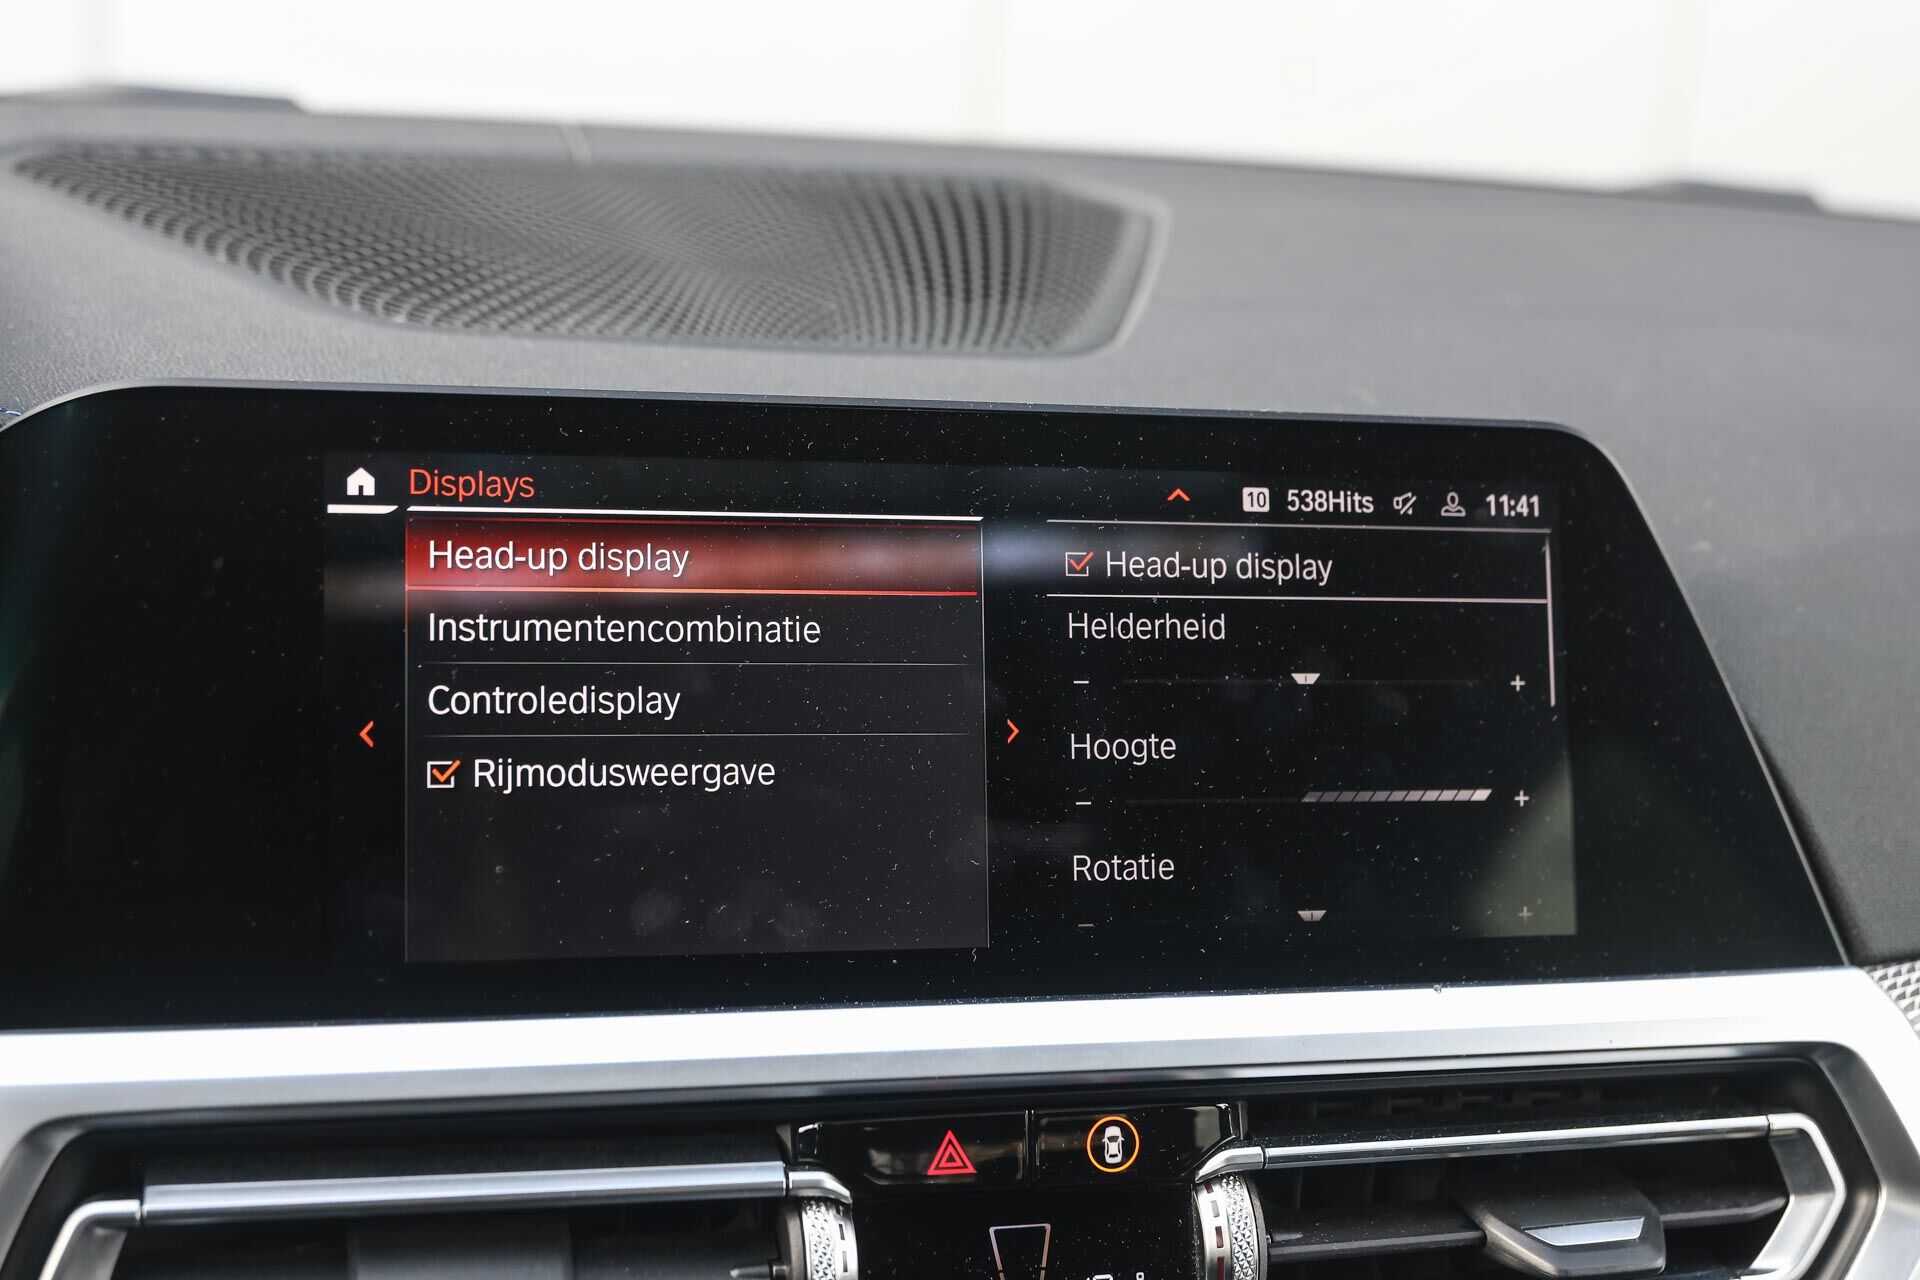 Displays
10 538Hits 11:41
Head-up display
Instrumentencombinatie
Controledisplay
Rijmodusweergave
Head-up display
Helderheid
- +
Hoogte
- +
Rotatie
- +